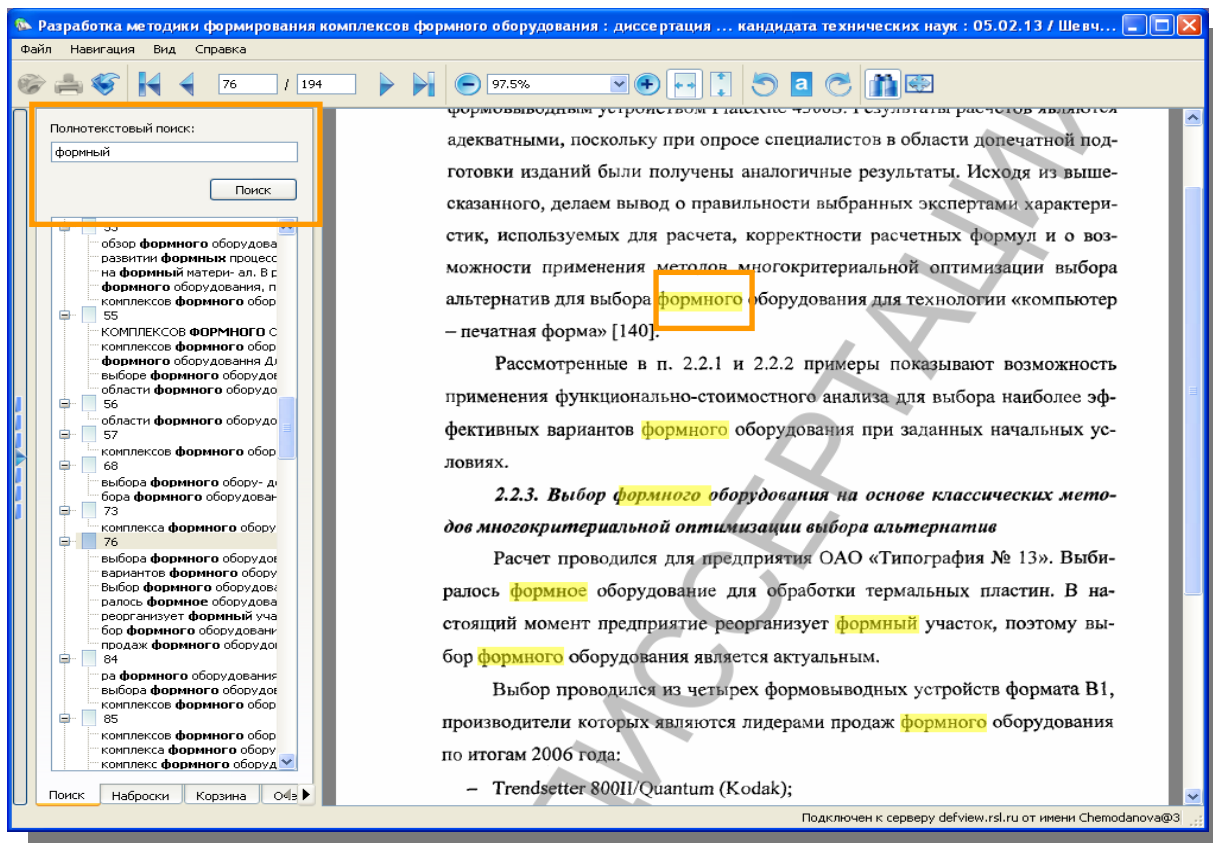 Разработка методики формирования комплексов формного оборудования : диссертация ... кандидата технических наук : 05.02.13 / Шевч...
Файл Навигация Вид Справка
76 / 194 97.5% a
Полнотекстовый поиск:
формный
Поиск
53
обзор формного оборудова
развитии формных процесс
на формный матери- ал. В р
формного оборудования, п
комплексов формного обор
55
КОМПЛЕКСОВ ФОРМНОГО О
комплексов формного обор
формного оборудованняя Д
выборе формного оборудов
области формного оборудо
56
области формного оборудо
57
комплексов формного обор
68
выбора формного обору- д
бора формного оборудован
73
комплекса формного обору
76
выбора формного оборудов
вариантов формного обору
Выбор формного оборудова
ралось формное оборудова
реорганизует формный уча
бор формного оборудовани
продаж формного оборудо
84
ра формного оборудования
выбора формного оборудов
комплексов формного обор
85
комплексов формного обор
комплекса формного обору
комплекс формного оборуд
Поиск Наброски Корзина
формовыводным устройством PlateRite 4300S. Результаты расчетов являются
адекватными, поскольку при опросе специалистов в области допечатной под-
готовки изданий были получены аналогичные результаты. Исходя из выше-
сказанного, делаем вывод о правильности выбранных экспертами характери-
стик, используемых для расчета, корректности расчетных формул и о воз-
можности применения методов многокритериальной оптимизации выбора
альтернатив для выбора формного оборудования для технологии «компьютер
– печатная форма» [140].
Рассмотренные в п. 2.2.1 и 2.2.2 примеры показывают возможность
применения функционально-стоимостного анализа для выбора наиболее эф-
фективных вариантов формного оборудования при заданных начальных ус-
ловиях.
2.2.3. Выбор формного оборудования на основе классических мето-
дов многокритериальной оптимизации выбора альтернатив
Расчет проводился для предприятия ОАО «Типография № 13». Выби-
ралось формное оборудование для обработки термальных пластин. В на-
стоящий момент предприятие реорганизует формный участок, поэтому вы-
бор формного оборудования является актуальным.
Выбор проводился из четырех формовыводных устройств формата В1,
производители которых являются лидерами продаж формного оборудования
по итогам 2006 года:
– Trendsetter 800II/Quantum (Kodak);
ДИССЕРТАЦИИ
Подключен к серверу defview.rsl.ru от имени Chemodanova@3